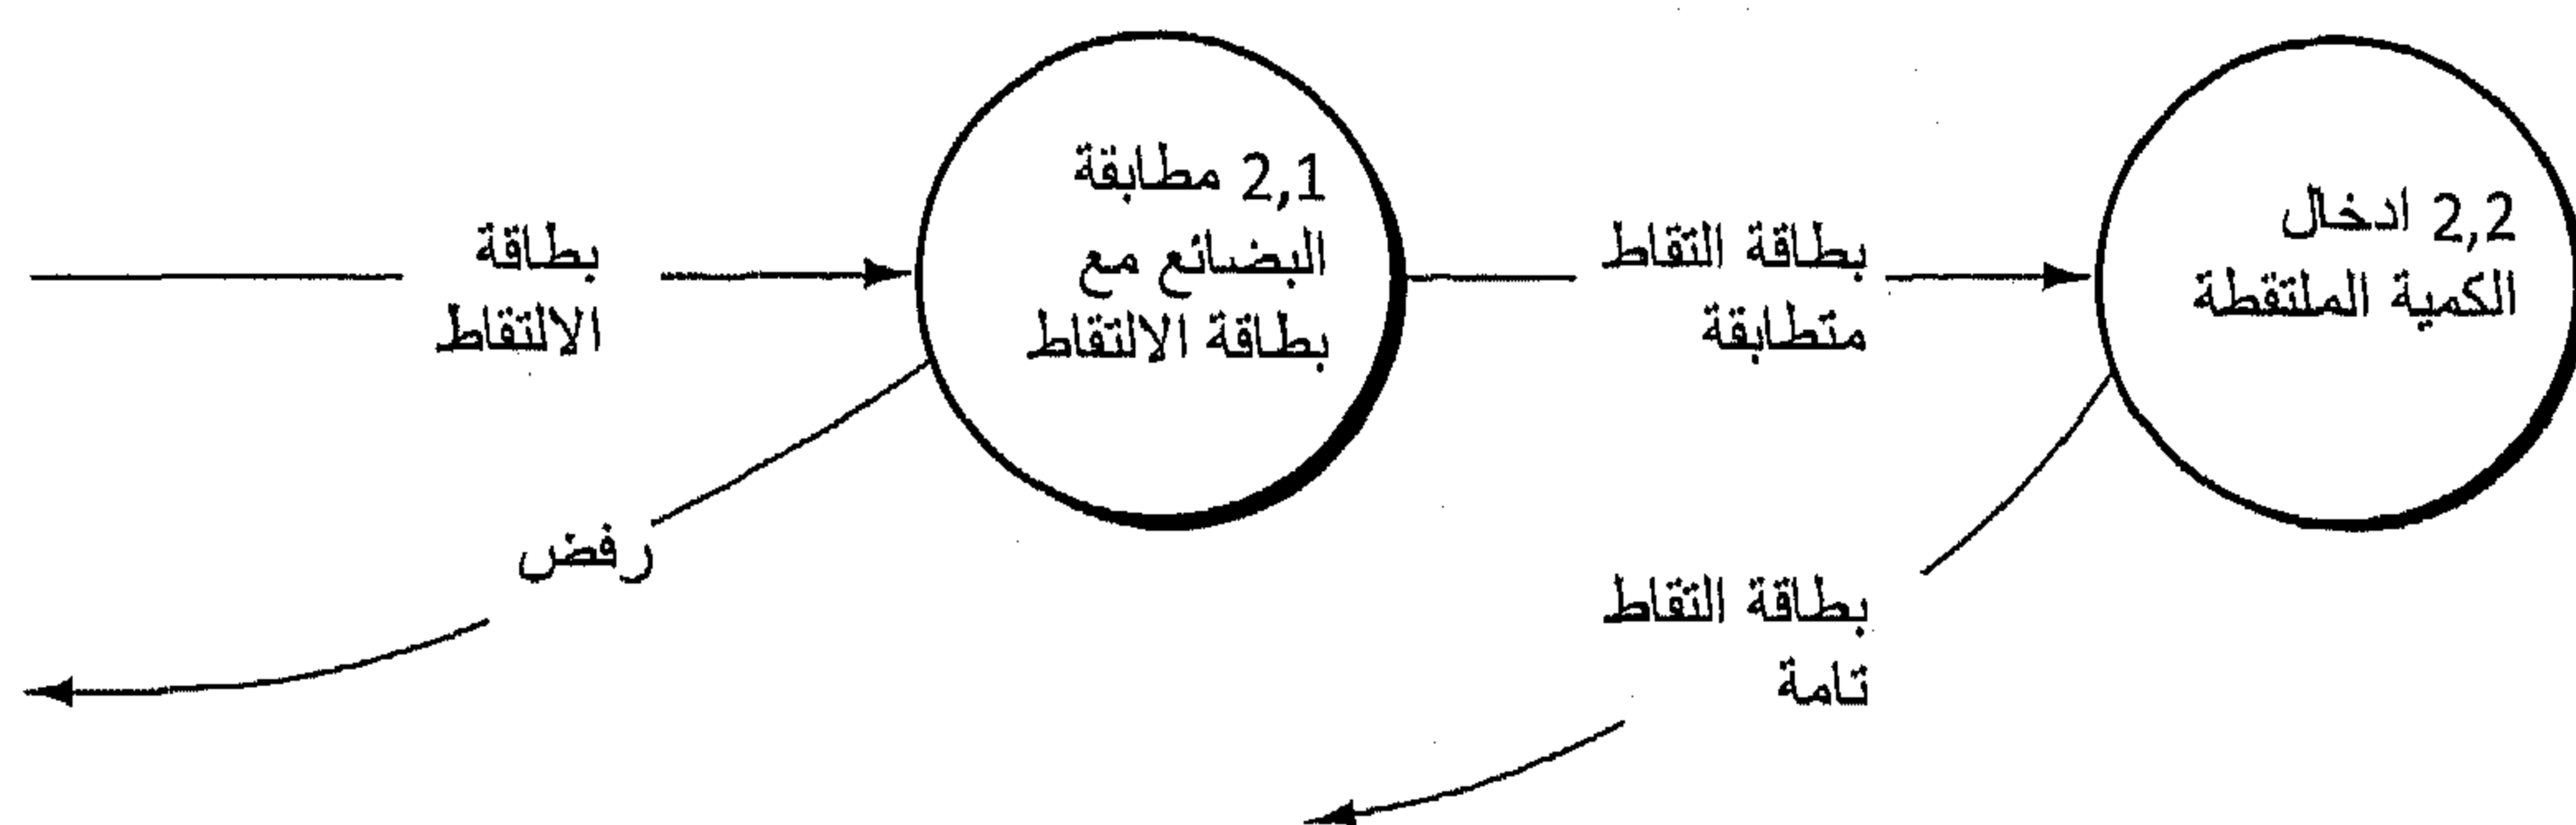 بطاقة
الالتقاط
2,1 مطابقة
البضائع مع
بطاقة الالتقاط
بطاقة التقاط
متطابقة
2,2 ادخال
الكمية الملتقطة
رفض
بطاقة التقاط
تامة